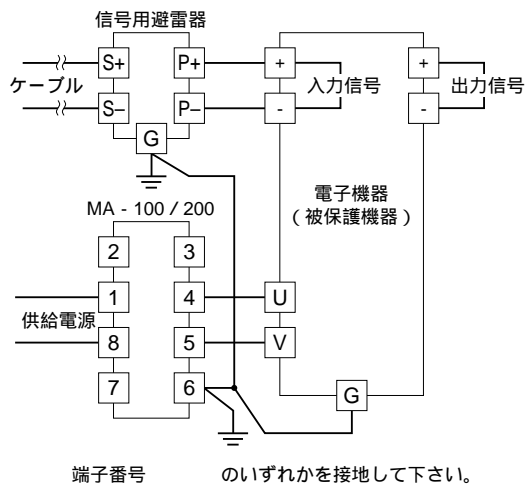 信号用避雷器
S+ P+ + +
ケーブル 入力信号 出力信号
S− P− - -
G
電子機器
(被保護機器)
MA - 100 / 200
2 3
1 4 U
供給電源
8 5 V
7 6 G
端子番号 のいずれかを接地して下さい。